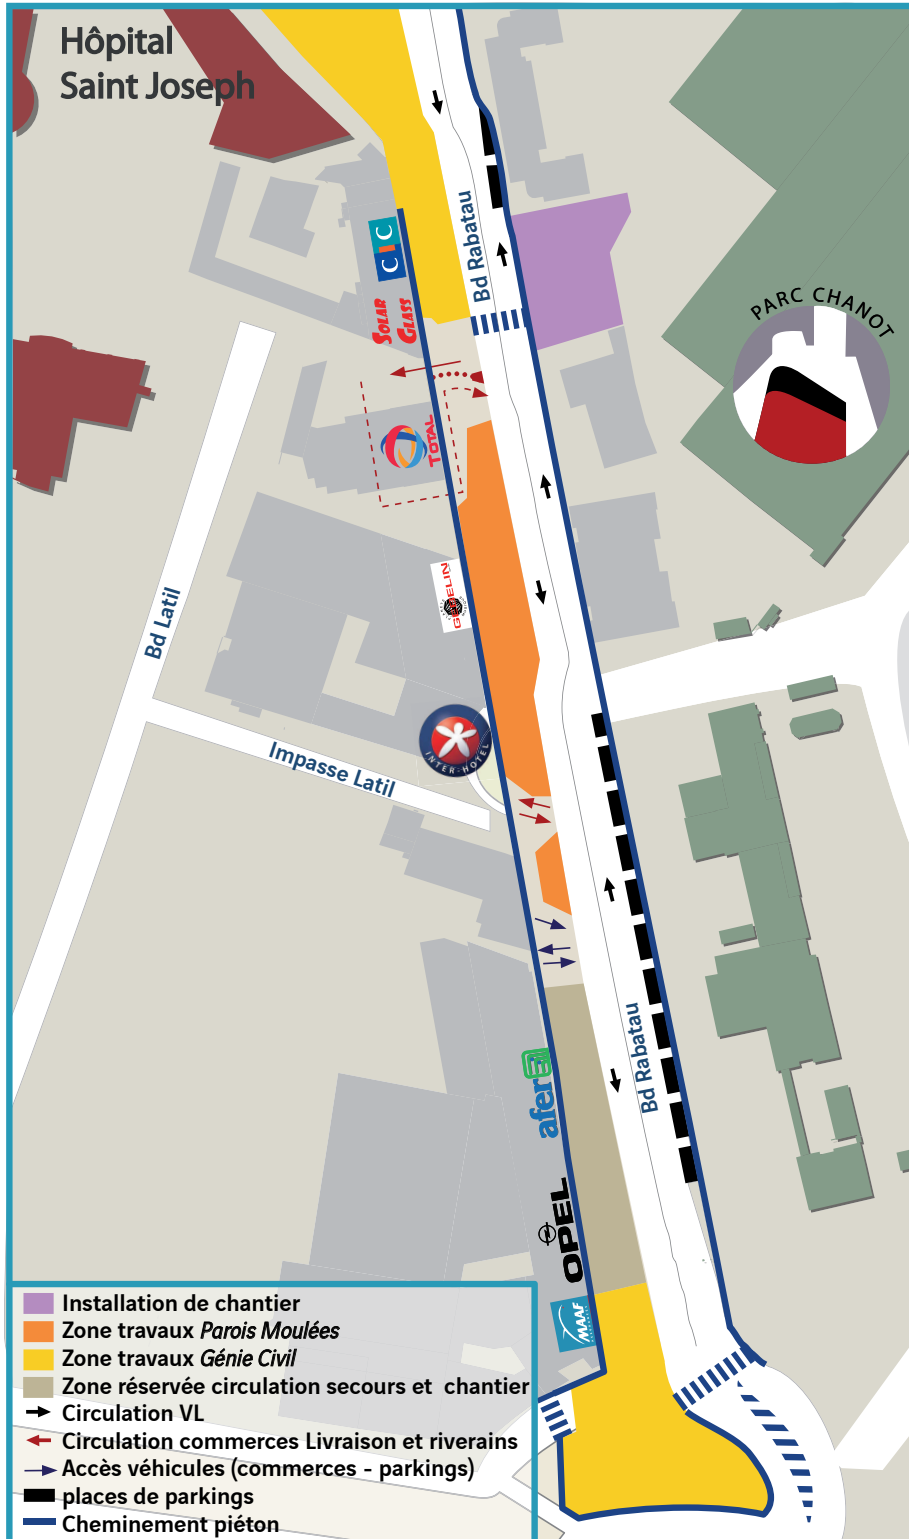 Hôpital
Saint Joseph
Bd Rabatau
CIC
SOLAR
GLASS
PARC CHANOT
TOTAL
GEMELIN
Bd Latil
INTER-HOTEL
Impasse Latil
Bd Rabatau
afer
OPEL
MAAF
Installation de chantier
Zone travaux Parois Moulées
Zone travaux Génie Civil
Zone réservée circulation secours et chantier
Circulation VL
Circulation commerces Livraison et riverains
Accès véhicules (commerces - parkings)
places de parkings
Cheminement piéton